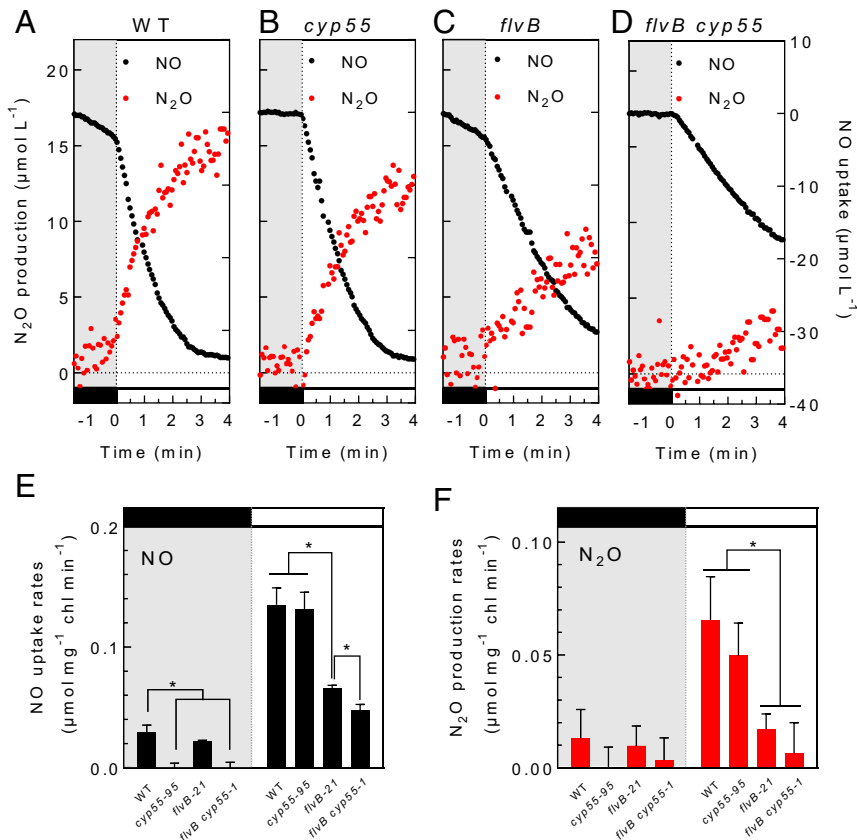 A WT
B cyp55
C flvB
D flvB cyp55
NO
N₂O
NO
N₂O
NO
N₂O
NO
N₂O
N₂O production (µmol L⁻¹)
20
15
10
5
0
10
0
-10
-20
-30
-40
NO uptake (µmol L⁻¹)
-1 0 1 2 3 4
-1 0 1 2 3 4
-1 0 1 2 3 4
-1 0 1 2 3 4
Time (min)
Time (min)
Time (min)
Time (min)
E
NO uptake rates
(µmol mg⁻¹ chl min⁻¹)
0.2
0.1
0.0
NO
*
*
*
WT
cyp55-95
flvB-21
flvB cyp55-1
WT
cyp55-95
flvB-21
flvB cyp55-1
F
N₂O production rates
(µmol mg⁻¹ chl min⁻¹)
0.10
0.05
0.00
N₂O
*
WT
cyp55-95
flvB-21
flvB cyp55-1
WT
cyp55-95
flvB-21
flvB cyp55-1